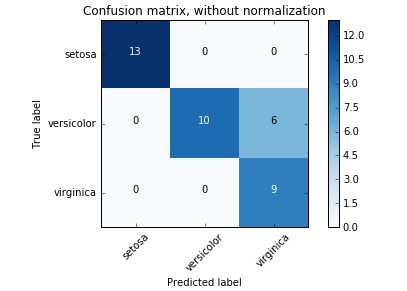 Confusion matrix, without normalization
True label
setosa 13 0 0
versicolor 0 10 6
virginica 0 0 9
setosa versicolor virginica
Predicted label
12.0
10.5
9.0
7.5
6.0
4.5
3.0
1.5
0.0